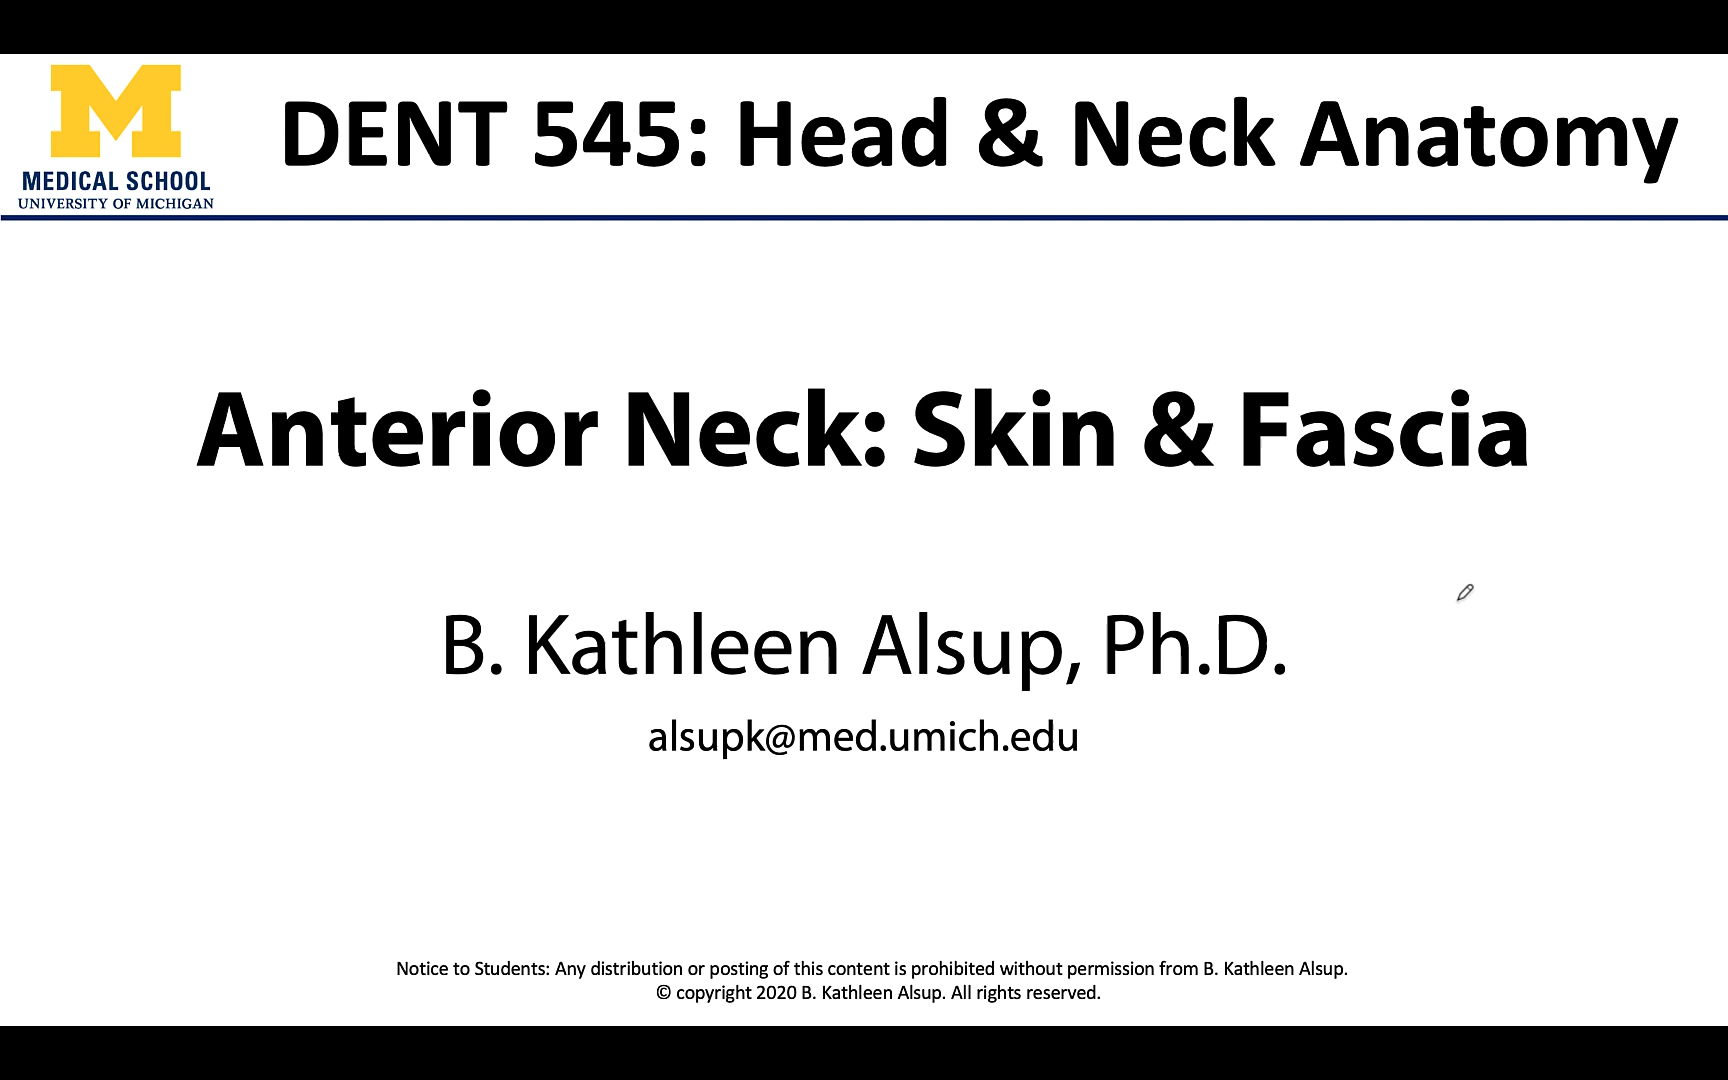 MEDICAL SCHOOL
UNIVERSITY OF MICHIGAN
DENT 545: Head & Neck Anatomy
Anterior Neck: Skin & Fascia
B. Kathleen Alsup, Ph.D.
alsupk@med.umich.edu
Notice to Students: Any distribution or posting of this content is prohibited without permission from B. Kathleen Alsup.
© copyright 2020 B. Kathleen Alsup. All rights reserved.